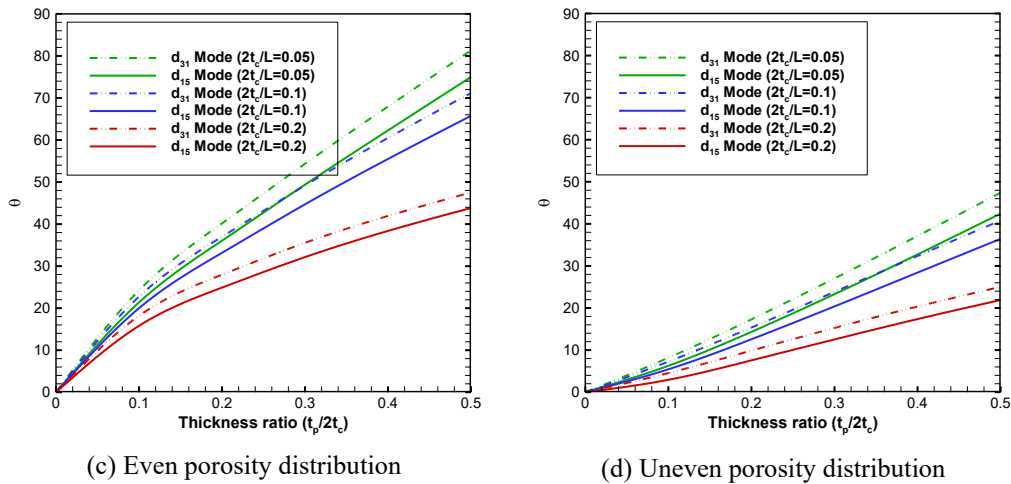 90
80
70
60
50
40
30
20
10
0
θ
d31 Mode (2tc/L=0.05)
d15 Mode (2tc/L=0.05)
d31 Mode (2tc/L=0.1)
d15 Mode (2tc/L=0.1)
d31 Mode (2tc/L=0.2)
d15 Mode (2tc/L=0.2)
0 0.1 0.2 0.3 0.4 0.5
Thickness ratio (tp/2tc)
(c) Even porosity distribution
90
80
70
60
50
40
30
20
10
0
θ
d31 Mode (2tc/L=0.05)
d15 Mode (2tc/L=0.05)
d31 Mode (2tc/L=0.1)
d15 Mode (2tc/L=0.1)
d31 Mode (2tc/L=0.2)
d15 Mode (2tc/L=0.2)
0 0.1 0.2 0.3 0.4 0.5
Thickness ratio (tp/2tc)
(d) Uneven porosity distribution